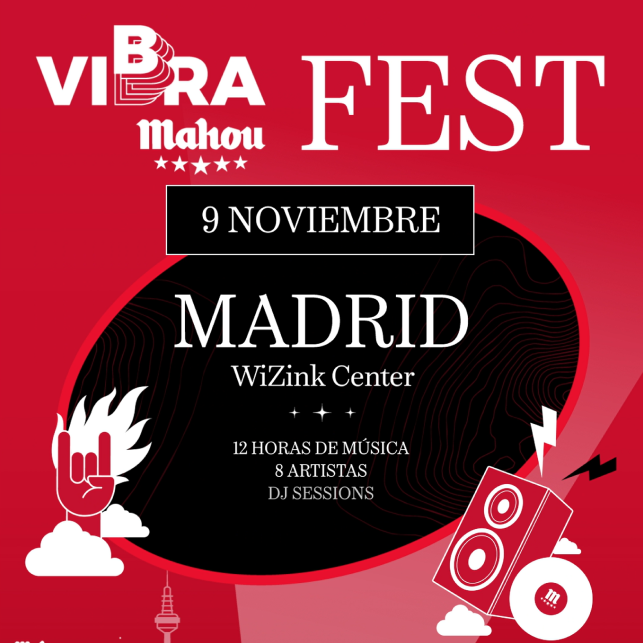 VIBRA
FEST
Mahou
9 NOVIEMBRE
MADRID
WiZink Center
12 HORAS DE MÚSICA
8 ARTISTAS
DJ SESSIONS
M